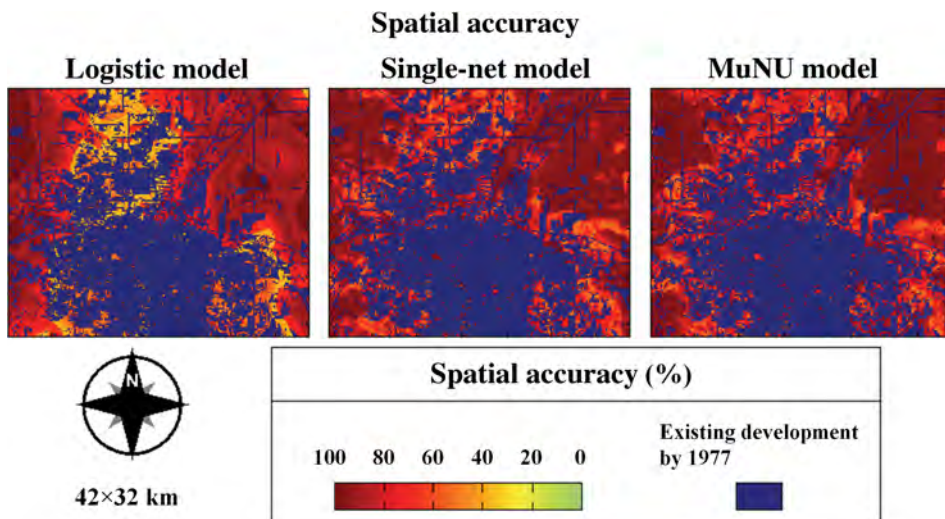 Spatial accuracy
Logistic model
Single-net model
MuNU model
N
42×32 km
Spatial accuracy (%)
100 80 60 40 20 0
Existing development
by 1977